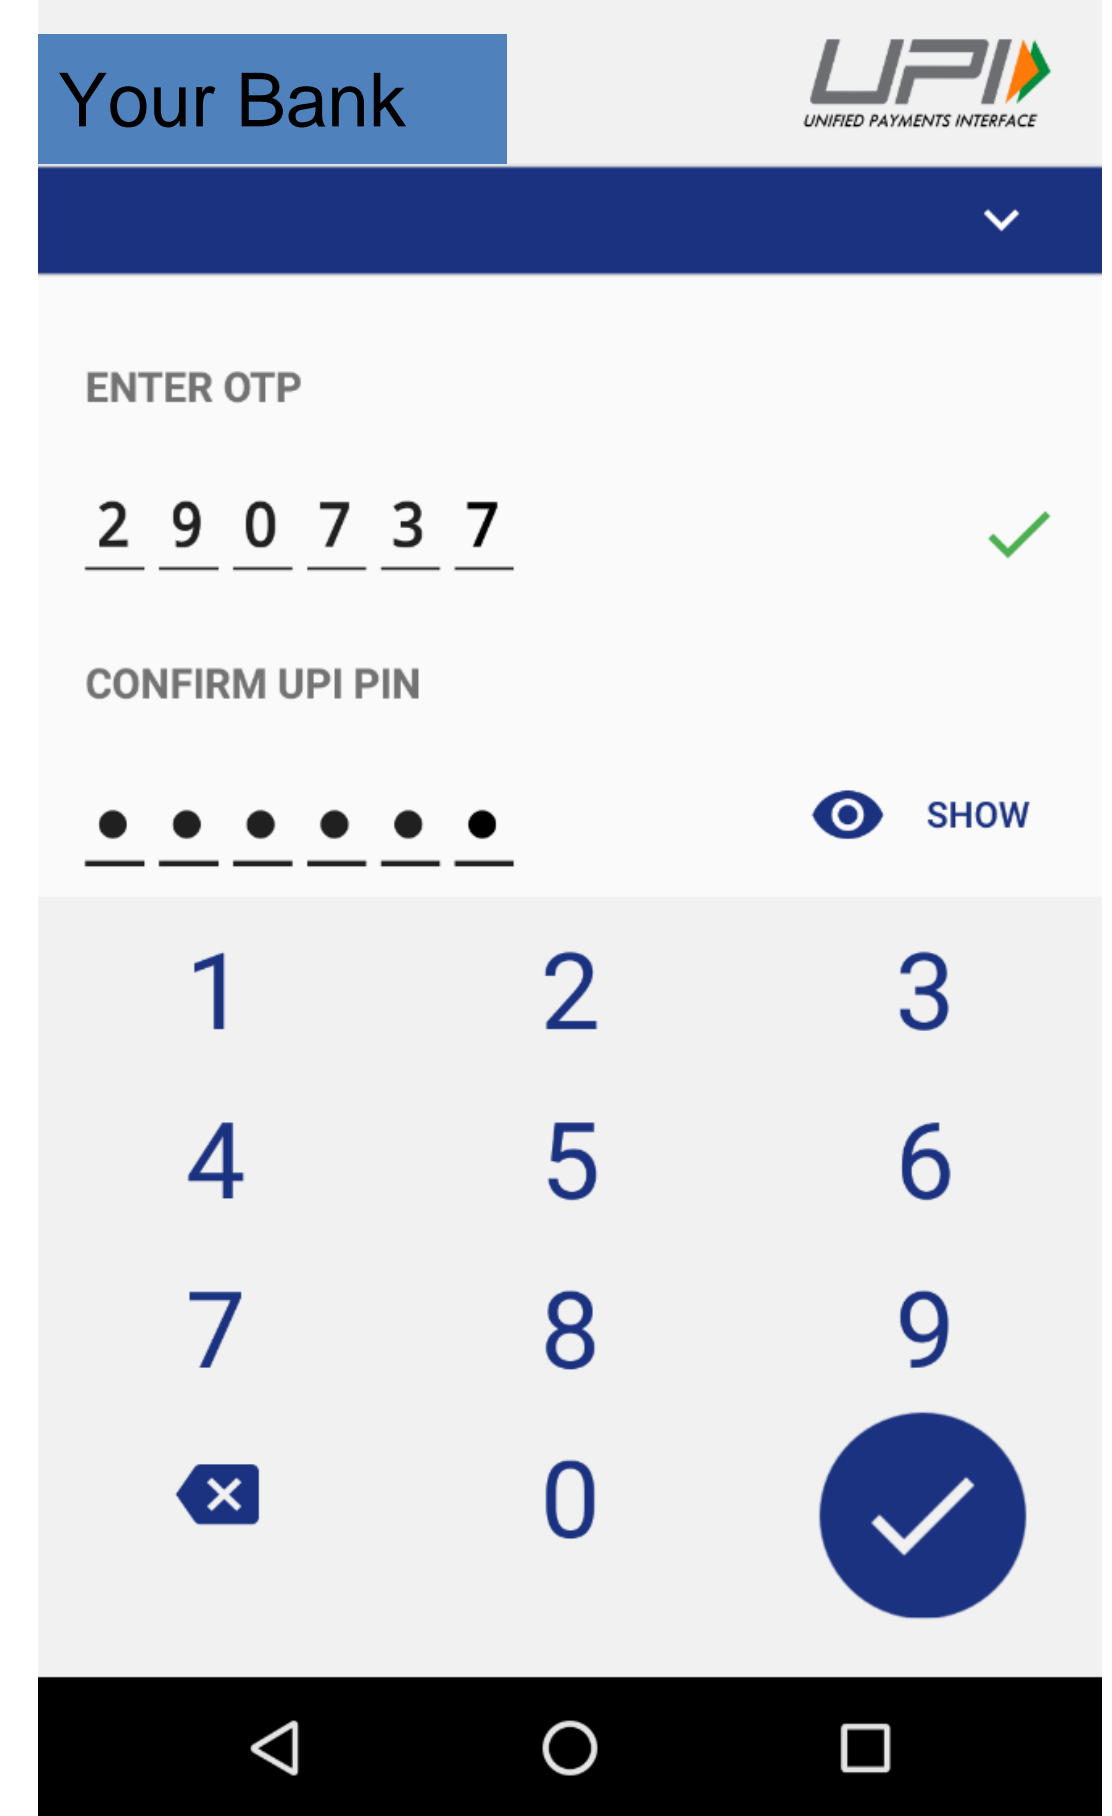 Your Bank
UPI
UNIFIED PAYMENTS INTERFACE
ENTER OTP
2 9 0 7 3 7
CONFIRM UPI PIN
SHOW
1 2 3
4 5 6
7 8 9
0